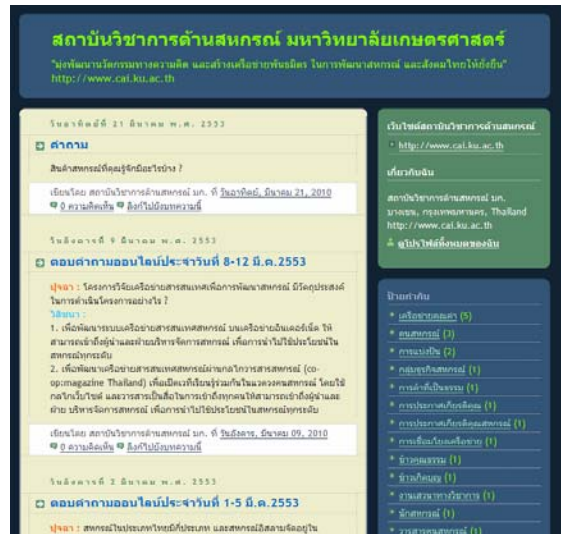 สถาบันวิชาการด้านสหกรณ์ มหาวิทยาลัยเกษตรศาสตร์
"มุ่งพัฒนานวัตกรรมทางความคิด และสร้างเครือข่ายพันธมิตร ในการพัฒนาสหกรณ์ และสังคมไทยให้ยั่งยืน"
http://www.cai.ku.ac.th
วันอาทิตย์ที่ 21 มีนาคม พ.ศ. 2553
คำถาม
สินค้าสหกรณ์ที่คุณรู้จักมีอะไรบ้าง ?
เขียนโดย สถาบันวิชาการด้านสหกรณ์ มก. ที่ วันอาทิตย์, มีนาคม 21, 2010
0 ความคิดเห็น ลิงก์ไปยังบทความนี้
วันอังคารที่ 9 มีนาคม พ.ศ. 2553
ตอบคำถามออนไลน์ประจำวันที่ 8-12 มี.ค.2553
ปุจฉา : โครงการวิจัยเครือข่ายสารสนเทศเพื่อการพัฒนาสหกรณ์ มีวัตถุประสงค์
ในการดำเนินโครงการอย่างไร ?
วิสัชนา :
1. เพื่อพัฒนาระบบเครือข่ายสารสนเทศสหกรณ์ บนเครือข่ายอินเตอร์เน็ต ให้
สามารถเข้าถึงผู้นำและฝ่ายบริหารจัดการสหกรณ์ เพื่อการนำไปใช้ประโยชน์ใน
สหกรณ์ทุกระดับ
2. เพื่อพัฒนาเครือข่ายสารสนเทศสหกรณ์ผ่านกลไกวารสารสหกรณ์ (co-
op:magazine Thailand) เพื่อเปิดเวทีเรียนรู้ร่วมกันในแวดวงคนสหกรณ์ โดยใช้
กลไกเว็บไซต์ และวารสารเป็นสื่อในการเข้าถึงทุกคนให้สามารถเข้าถึงผู้นำและ
ฝ่าย บริหารจัดการสหกรณ์ เพื่อการนำไปใช้ประโยชน์ในสหกรณ์ทุกระดับ
เขียนโดย สถาบันวิชาการด้านสหกรณ์ มก. ที่ วันอังคาร, มีนาคม 09, 2010
0 ความคิดเห็น ลิงก์ไปยังบทความนี้
วันอังคารที่ 2 มีนาคม พ.ศ. 2553
ตอบคำถามออนไลน์ประจำวันที่ 1-5 มี.ค.2553
ปุจฉา : สหกรณ์ในประเภทไทยมีกี่ประเภท และสหกรณ์อิสลามจัดอยู่ใน
เว็บไซต์สถาบันวิชาการด้านสหกรณ์
http://www.cai.ku.ac.th
เกี่ยวกับฉัน
สถาบันวิชาการด้านสหกรณ์ มก.
บางเขน, กรุงเทพมหานคร, Thailand
http://www.cai.ku.ac.th
ดูโปรไฟล์ทั้งหมดของฉัน
ป้ายกำกับ
เครือข่ายคุณค่า (5)
คนสหกรณ์ (3)
การแบ่งปัน (2)
กลุ่มธุรกิจสหกรณ์ (1)
การค้าที่เป็นธรรม (1)
การประกาศเกียรติคุณ (1)
การประกาศเกียรติคุณสหกรณ์ (1)
การเชื่อมโยงเครือข่าย (1)
ข้าวคุณธรรม (1)
งานเสวนาทางวิชาการ (1)
นักสหกรณ์ (1)